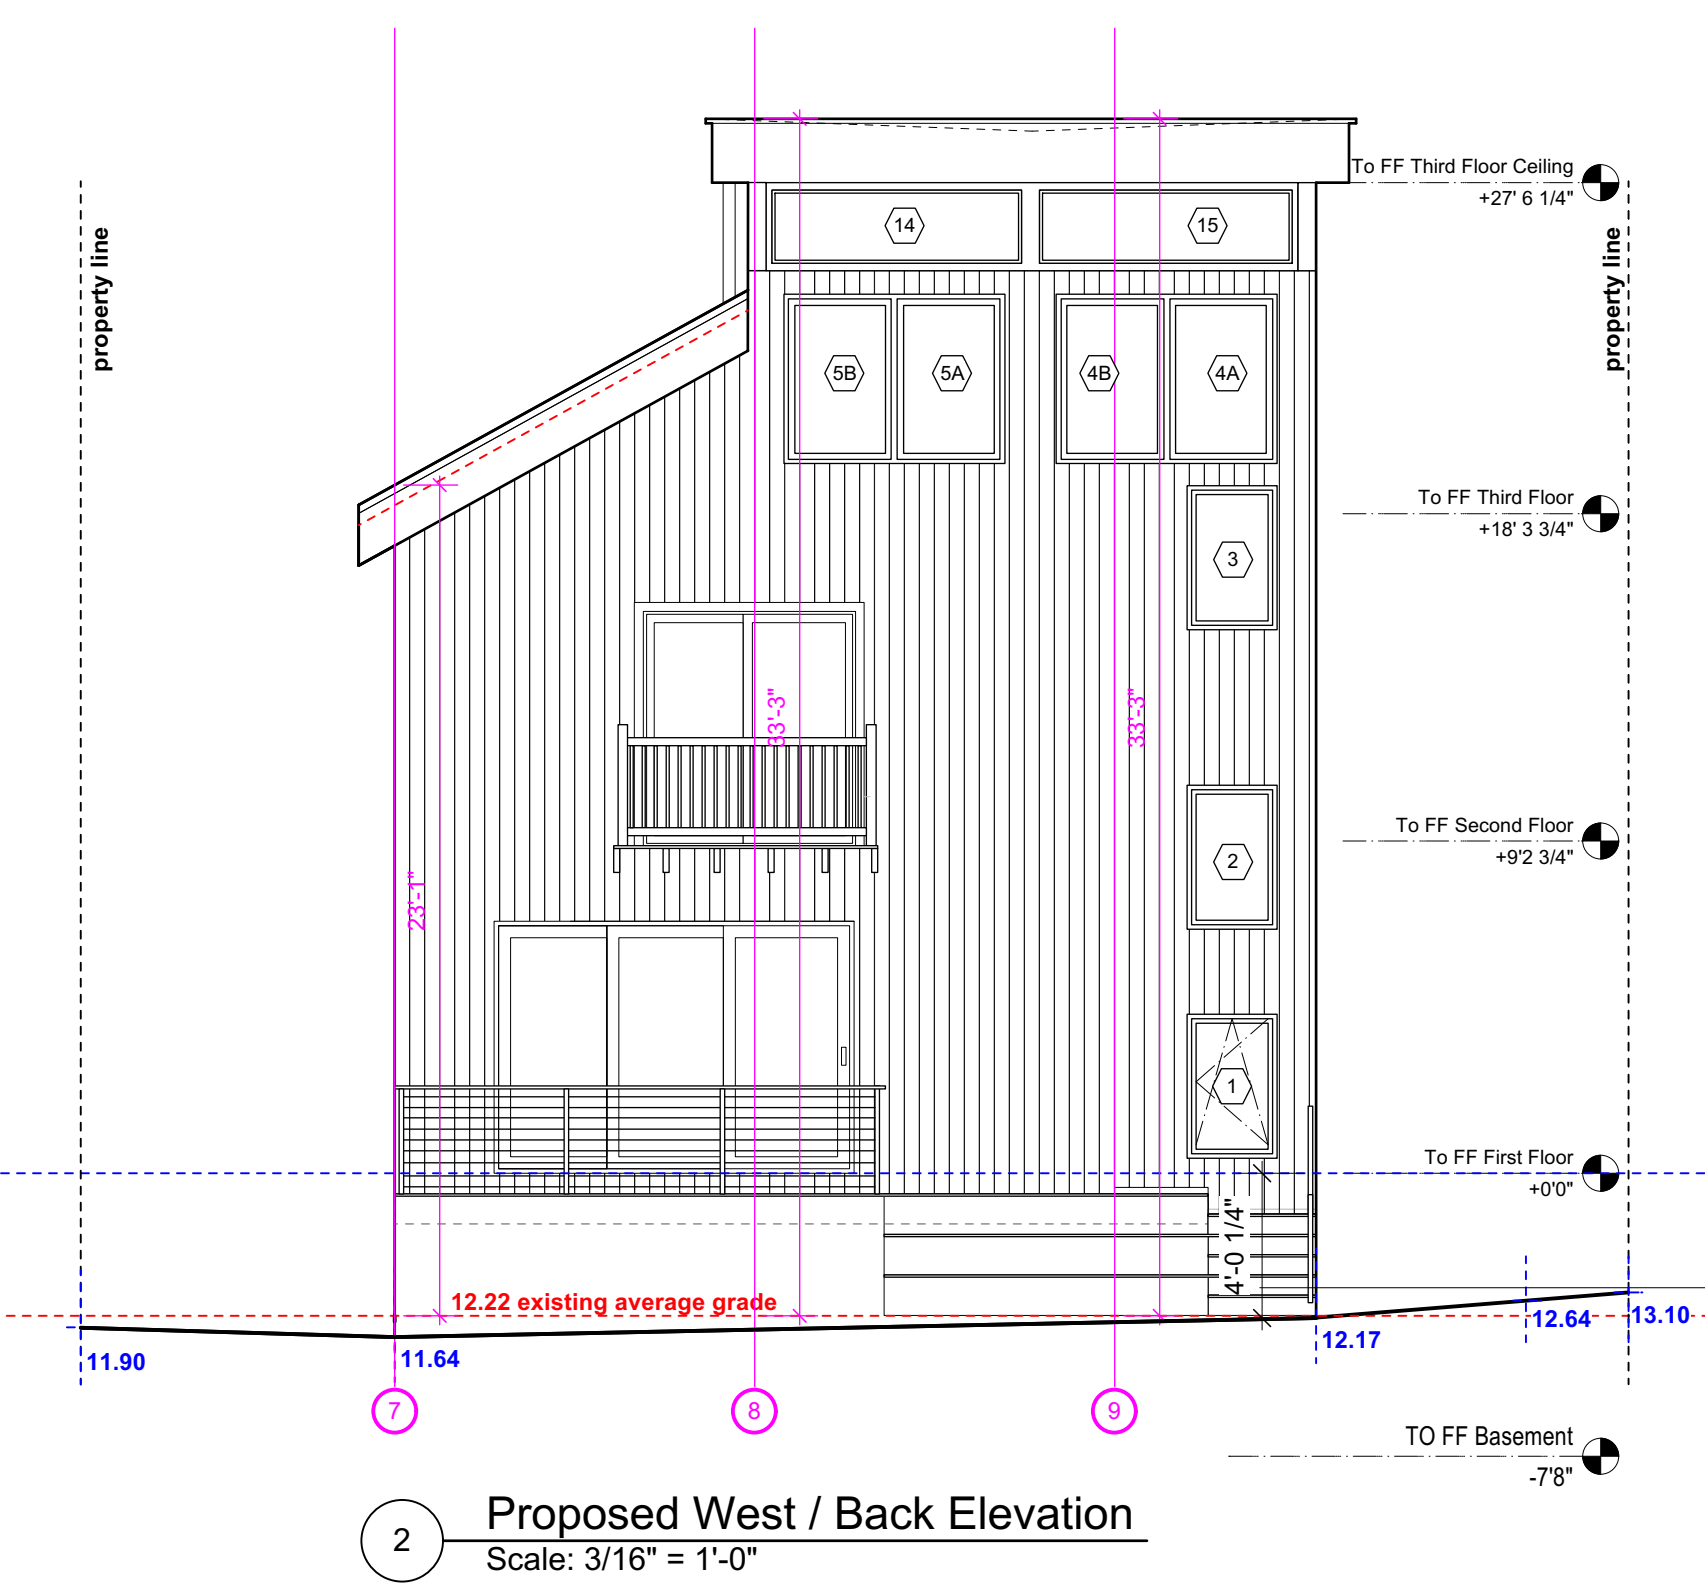 To FF Third Floor Ceiling
+27' 6 1/4"
property line
property line
14
15
5B
5A
4B
4A
To FF Third Floor
+18' 3 3/4"
3
33'-3"
33'-3"
To FF Second Floor
+9'2 3/4"
2
23'-1"
1
To FF First Floor
+0'0"
4'-0 1/4"
12.22 existing average grade
11.90
11.64
12.17
12.64
13.10
7
8
9
TO FF Basement
-7'8"
2
Proposed West / Back Elevation
Scale: 3/16" = 1'-0"